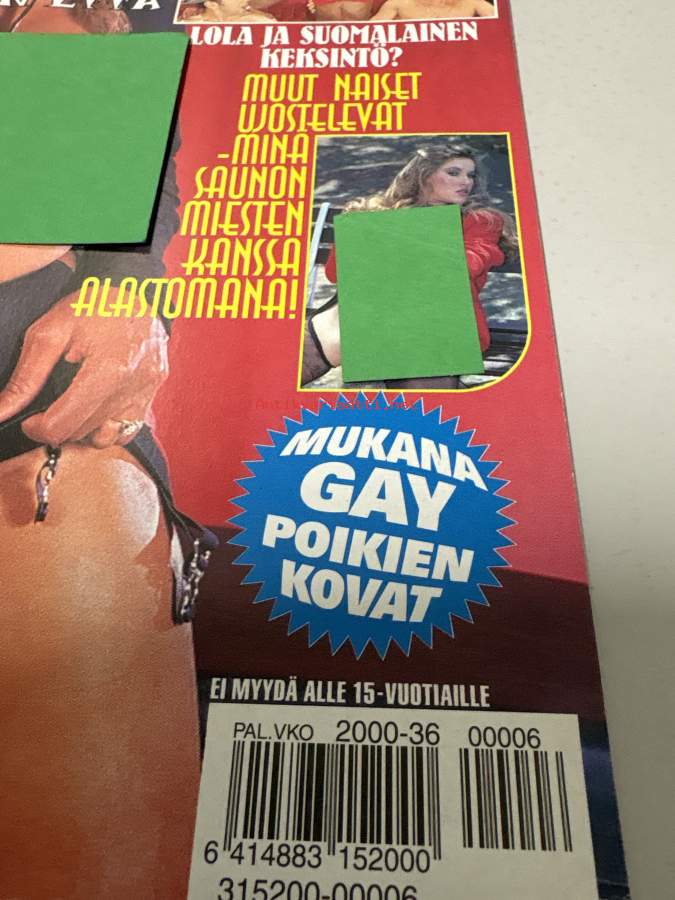 LOLA JA SUOMALAINEN
KEKSINTÖ?
MUUT NAISET
UJOSTELEVAT
-MINÄ
SAUNON
MIESTEN
KANSSA
ALASTOMANA!
MUKANA
GAY
POIKIEN
KOVAT
EI MYYDÄ ALLE 15-VUOTIAILLE
PAL.VKO 2000-36 00006
6 414883 152000
315200-00006